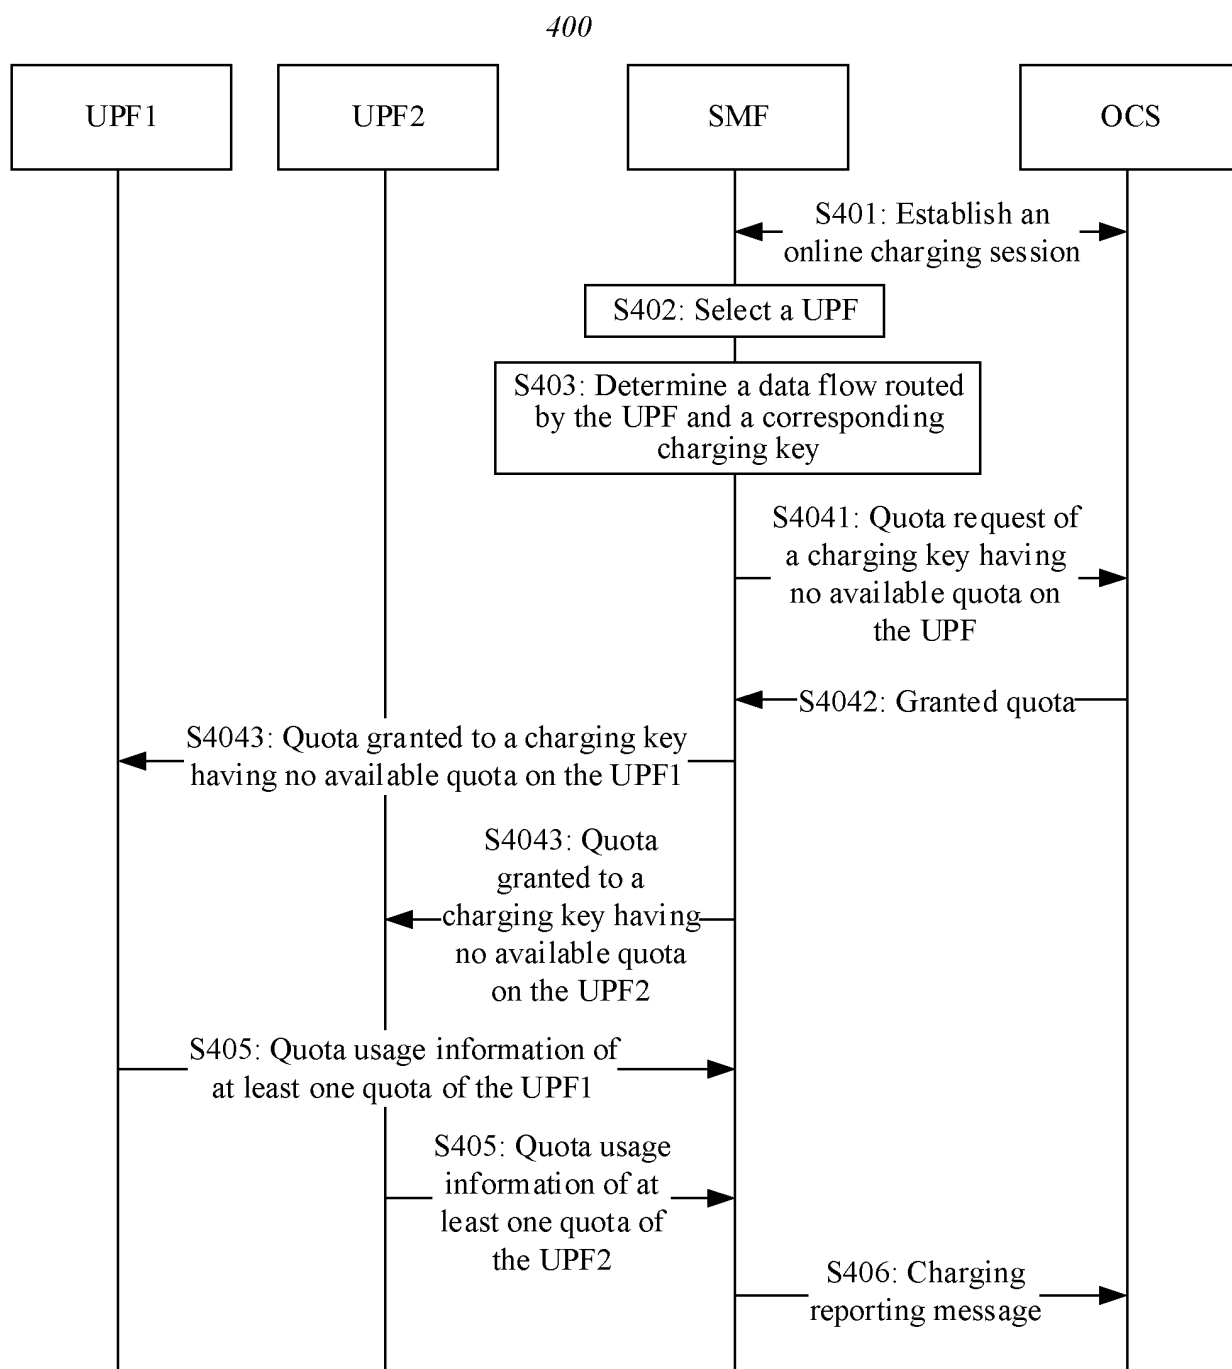 400
UPF1
UPF2
SMF
OCS
S401: Establish an
online charging session
S402: Select a UPF
S403: Determine a data flow routed
by the UPF and a corresponding
charging key
S4041: Quota request of
a charging key having
no available quota on
the UPF
S4042: Granted quota
S4043: Quota granted to a charging key
having no available quota on the UPF1
S4043: Quota
granted to a
charging key having
no available quota
on the UPF2
S405: Quota usage information of
at least one quota of the UPF1
S405: Quota usage
information of at
least one quota of
the UPF2
S406: Charging
reporting message